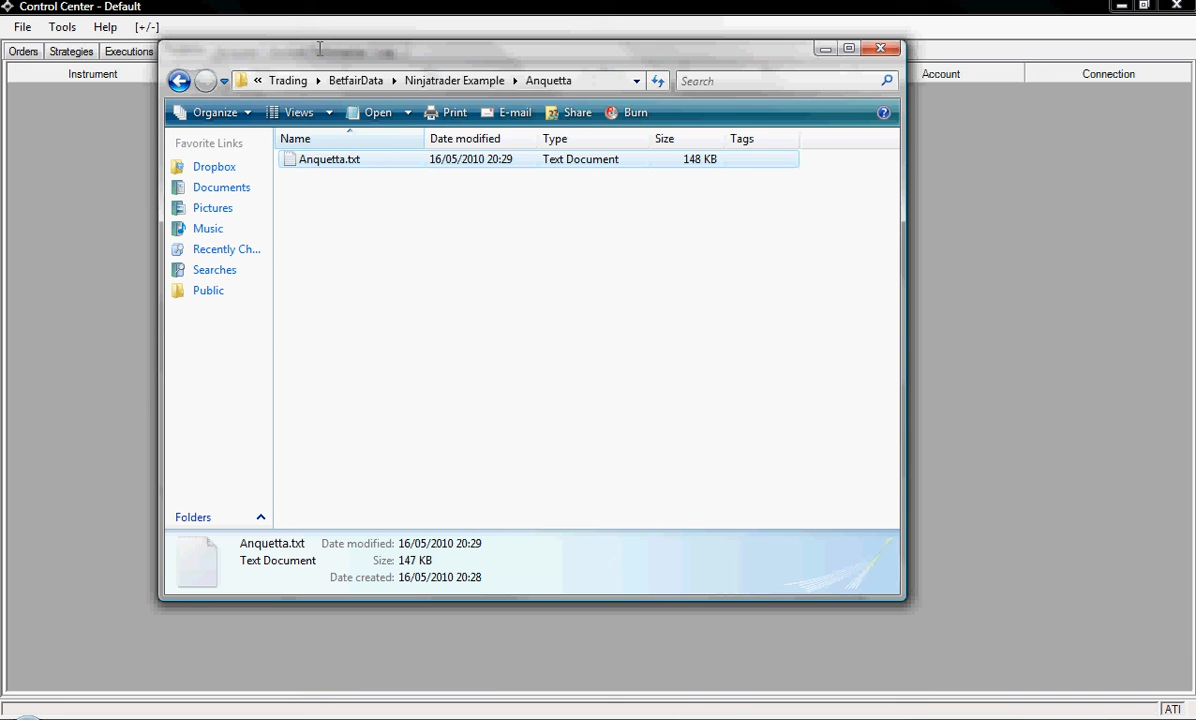 Control Center - Default
File Tools Help [+/-]
Orders Strategies Executions
Instrument Account Connection
« Trading BetfairData Ninjatrader Example Anquetta Search
Organize Views Open Print E-mail Share Burn
Favorite Links
Dropbox
Documents
Pictures
Music
Recently Ch...
Searches
Public
Folders
Name Date modified Type Size Tags
Anquetta.txt 16/05/2010 20:29 Text Document 148 KB
Anquetta.txt Date modified: 16/05/2010 20:29
Text Document Size: 147 KB
Date created: 16/05/2010 20:28
ATI